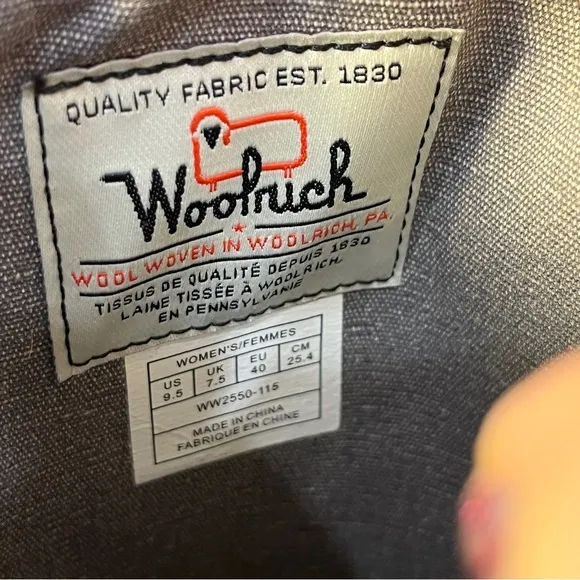 QUALITY FABRIC EST. 1830
Woolrich
WOOL WOVEN IN WOOLRICH, PA.
TISSUS DE QUALITÉ DEPUIS 1830
LAINE TISSÉE À WOOLRICH,
EN PENNSYLVANIE
WOMEN'S/FEMMES
US UK EU CM
9.5 7.5 40 25.4
WW2550-115
MADE IN CHINA
FABRIQUE EN CHINE